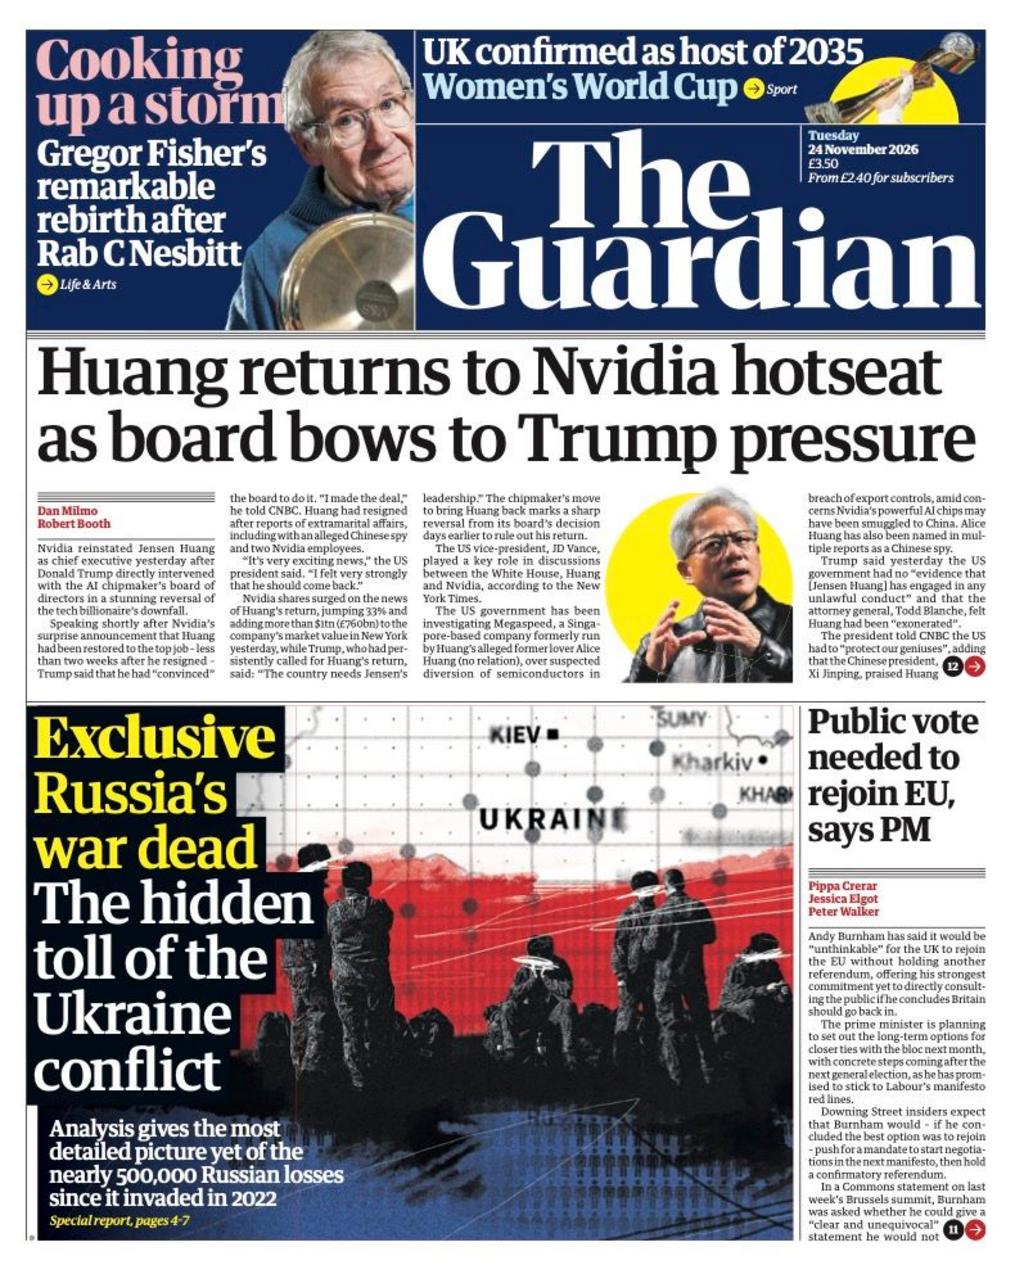 Cooking
up a storm
Gregor Fisher's
remarkable
rebirth after
Rab C Nesbitt
Life & Arts
UK confirmed as host of 2035
Women's World Cup
Sport
The
Guardian
Tuesday
24 November 2026
£3.50
From £2.40 for subscribers
Huang returns to Nvidia hotseat
as board bows to Trump pressure
Dan Milmo
Robert Booth
Nvidia reinstated Jensen Huang
as chief executive yesterday after
Donald Trump directly intervened
with the AI chipmaker's board of
directors in a stunning reversal of
the tech billionaire's downfall.
Speaking shortly after Nvidia's
surprise announcement that Huang
had been restored to the top job – less
than two weeks after he resigned –
Trump said that he had "convinced"
the board to do it. "I made the deal,"
he told CNBC. Huang had resigned
after reports of extramarital affairs,
including with an alleged Chinese spy
and two Nvidia employees.
"It's very exciting news," the US
president said. "I felt very strongly
that he should come back."
Nvidia shares surged on the news
of Huang's return, jumping 33% and
adding more than $1tn (£760bn) to the
company's market value in New York
yesterday, while Trump, who had per-
sistently called for Huang's return,
said: "The country needs Jensen's
leadership." The chipmaker's move
to bring Huang back marks a sharp
reversal from its board's decision
days earlier to rule out his return.
The US vice-president, JD Vance,
played a key role in discussions
between the White House, Huang
and Nvidia, according to the New
York Times.
The US government has been
investigating Megaspeed, a Singa-
pore-based company formerly run
by Huang's alleged former lover Alice
Huang (no relation), over suspected
diversion of semiconductors in
breach of export controls, amid con-
cerns Nvidia's powerful AI chips may
have been smuggled to China. Alice
Huang has also been named in mul-
tiple reports as a Chinese spy.
Trump said yesterday the US
government had no "evidence that
[Jensen Huang] has engaged in any
unlawful conduct" and that the
attorney general, Todd Blanche, felt
Huang had been "exonerated".
The president told CNBC the US
had to "protect our geniuses", adding
that the Chinese president,
Xi Jinping, praised Huang
12
Exclusive
Russia's
war dead
The hidden
toll of the
Ukraine
conflict
Analysis gives the most
detailed picture yet of the
nearly 500,000 Russian losses
since it invaded in 2022
Special report, pages 4-7
KIEV
SUMY
Kharkiv
KHARK
UKRAINE
Public vote
needed to
rejoin EU,
says PM
Pippa Crerar
Jessica Elgot
Peter Walker
Andy Burnham has said it would be
"unthinkable" for the UK to rejoin
the EU without holding another
referendum, offering his strongest
commitment yet to directly consult-
ing the public if he concludes Britain
should go back in.
The prime minister is planning
to set out the long-term options for
closer ties with the bloc next month,
with concrete steps coming after the
next general election, as he has prom-
ised to stick to Labour's manifesto
red lines.
Downing Street insiders expect
that Burnham would – if he con-
cluded the best option was to rejoin
– push for a mandate to start negotia-
tions in the next manifesto, then hold
a confirmatory referendum.
In a Commons statement on last
week's Brussels summit, Burnham
was asked whether he could give a
"clear and unequivocal"
statement he would not
11